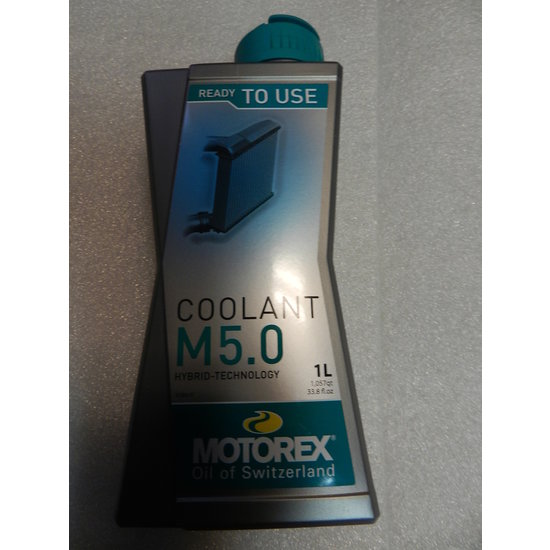 READY TO USE
COOLANT
M5.0
HYBRID-TECHNOLOGY
1L
1,057qt
33.8 fl.oz
MOTOREX®
Oil of Switzerland